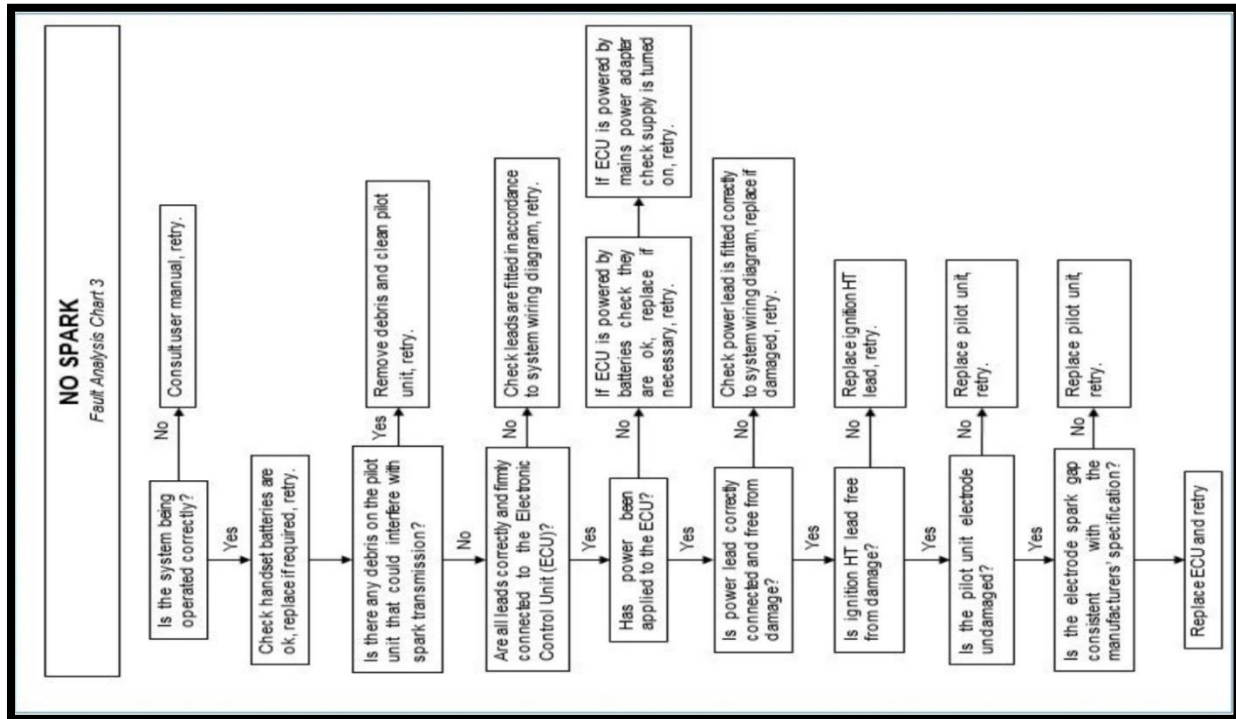 NO SPARK
Fault Analysis Chart 3
Is the system being
operated correctly?
No
Consult user manual, retry.
Yes
Check handset batteries are
ok, replace if required, retry.
Is there any debris on the pilot
unit that could interfere with
spark transmission?
Yes
Remove debris and clean pilot
unit, retry.
No
Are all leads correctly and firmly
connected to the Electronic
Control Unit (ECU)?
No
Check leads are fitted in accordance
to system wiring diagram, retry.
Yes
Has power been
applied to the ECU?
No
If ECU is powered by
batteries check they
are ok, replace if
necessary, retry.
If ECU is powered by
mains power adapter
check supply is turned
on, retry.
Yes
Is power lead correctly
connected and free from
damage?
No
Check power lead is fitted correctly
to system wiring diagram, replace if
damaged, retry.
Yes
Is ignition HT lead free
from damage?
No
Replace ignition HT
lead, retry.
Yes
Is the pilot unit electrode
undamaged?
No
Replace pilot unit,
retry.
Yes
Is the electrode spark gap
consistent with the
manufacturers' specification?
No
Replace pilot unit,
retry.
Replace ECU and retry